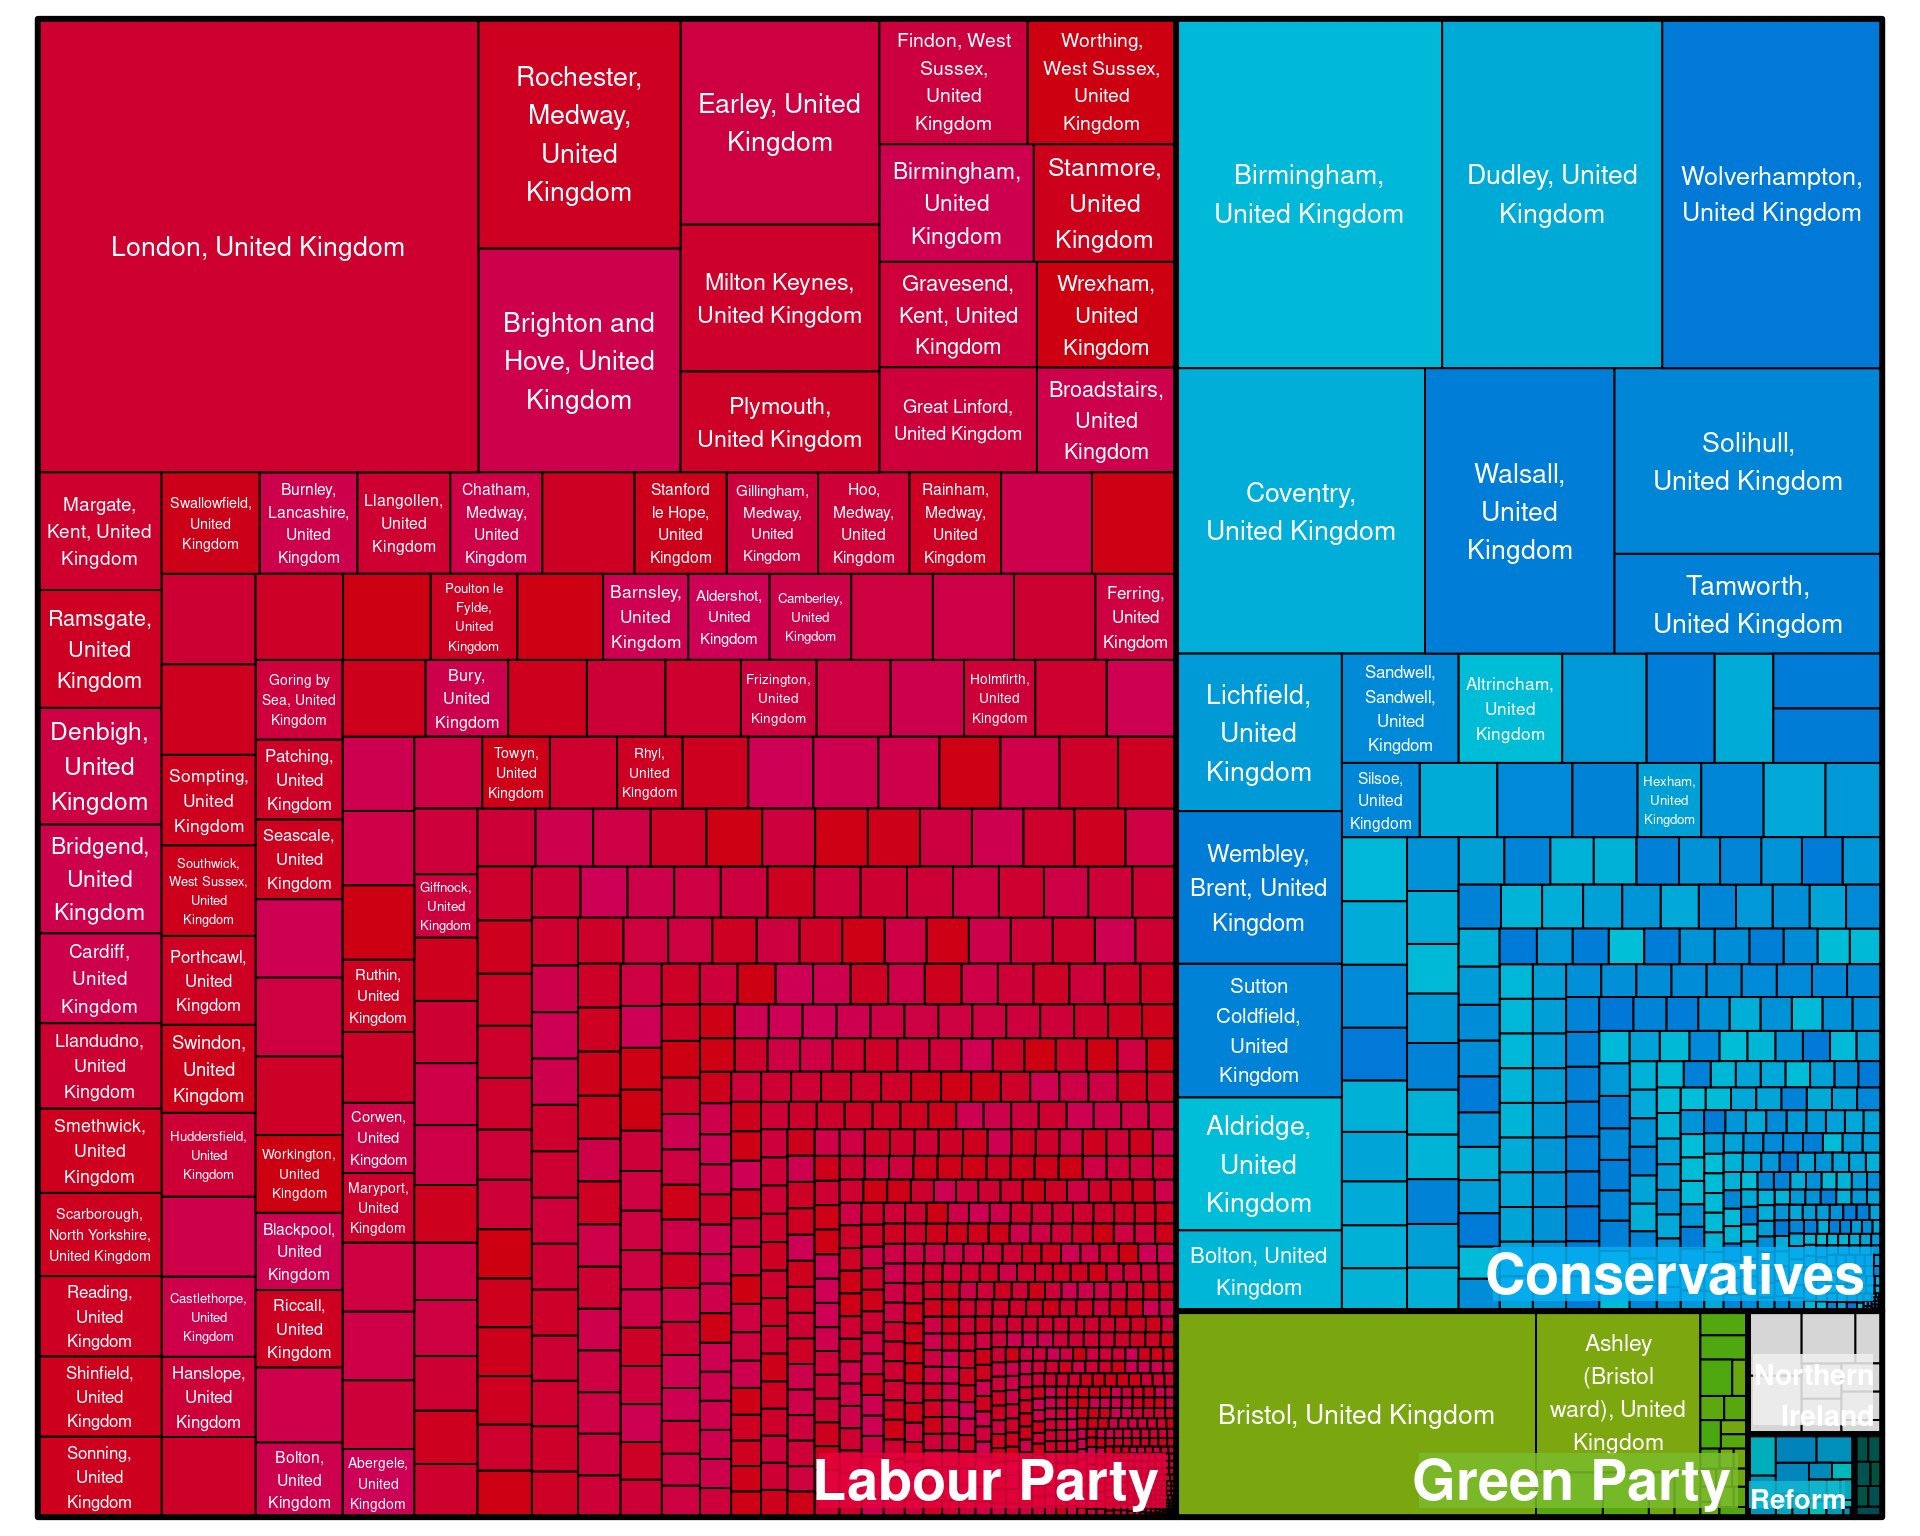 London, United Kingdom
Rochester,
Medway,
United
Kingdom
Brighton and
Hove, United
Kingdom
Earley, United
Kingdom
Milton Keynes,
United Kingdom
Plymouth,
United Kingdom
Findon, West
Sussex,
United
Kingdom
Worthing,
West Sussex,
United
Kingdom
Birmingham,
United
Kingdom
Stanmore,
United
Kingdom
Gravesend,
Kent, United
Kingdom
Wrexham,
United
Kingdom
Great Linford,
United Kingdom
Broadstairs,
United
Kingdom
Margate,
Kent, United
Kingdom
Ramsgate,
United
Kingdom
Denbigh,
United
Kingdom
Bridgend,
United
Kingdom
Cardiff,
United
Kingdom
Llandudno,
United
Kingdom
Smethwick,
United
Kingdom
Scarborough,
North Yorkshire,
United Kingdom
Reading,
United
Kingdom
Shinfield,
United
Kingdom
Sonning,
United
Kingdom
Swallowfield,
United
Kingdom
Burnley,
Lancashire,
United
Kingdom
Llangollen,
United
Kingdom
Chatham,
Medway,
United
Kingdom
Stanford
le Hope,
United
Kingdom
Gillingham,
Medway,
United
Kingdom
Hoo,
Medway,
United
Kingdom
Rainham,
Medway,
United
Kingdom
Poulton le
Fylde,
United
Kingdom
Barnsley,
United
Kingdom
Aldershot,
United
Kingdom
Camberley,
United
Kingdom
Ferring,
United
Kingdom
Sompting,
United
Kingdom
Southwick,
West Sussex,
United
Kingdom
Porthcawl,
United
Kingdom
Swindon,
United
Kingdom
Huddersfield,
United
Kingdom
Castlethorpe,
United
Kingdom
Hanslope,
United
Kingdom
Goring by
Sea, United
Kingdom
Patching,
United
Kingdom
Seascale,
United
Kingdom
Workington,
United
Kingdom
Blackpool,
United
Kingdom
Riccall,
United
Kingdom
Bolton,
United
Kingdom
Bury,
United
Kingdom
Frizington,
United
Kingdom
Holmfirth,
United
Kingdom
Towyn,
United
Kingdom
Rhyl,
United
Kingdom
Giffnock,
United
Kingdom
Ruthin,
United
Kingdom
Corwen,
United
Kingdom
Maryport,
United
Kingdom
Abergele,
United
Kingdom
Labour Party
Birmingham,
United Kingdom
Dudley, United
Kingdom
Wolverhampton,
United Kingdom
Coventry,
United Kingdom
Walsall,
United
Kingdom
Solihull,
United Kingdom
Tamworth,
United Kingdom
Lichfield,
United
Kingdom
Wembley,
Brent, United
Kingdom
Sutton
Coldfield,
United
Kingdom
Aldridge,
United
Kingdom
Bolton, United
Kingdom
Sandwell,
Sandwell,
United
Kingdom
Altrincham,
United
Kingdom
Silsoe,
United
Kingdom
Hexham,
United
Kingdom
Conservatives
Bristol, United Kingdom
Ashley
(Bristol
ward), United
Kingdom
Green Party
Northern
Ireland
Reform